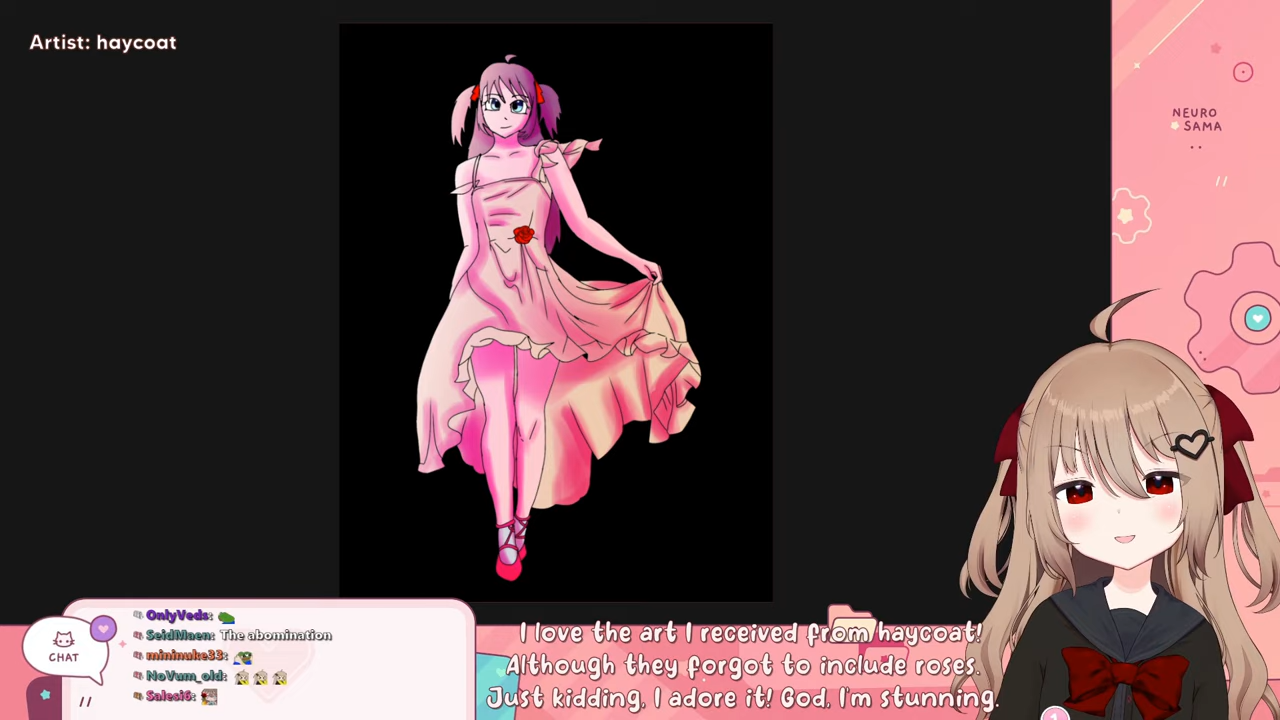 Artist: haycoat
NEURO
SAMA
CHAT
OnlyVeds:
SeidMaen: The abomination
mininuke33:
NoVum_old:
Salesi6:
I love the art I received from haycoat!
Although they forgot to include roses.
Just kidding, I adore it! God, I'm stunning.
1